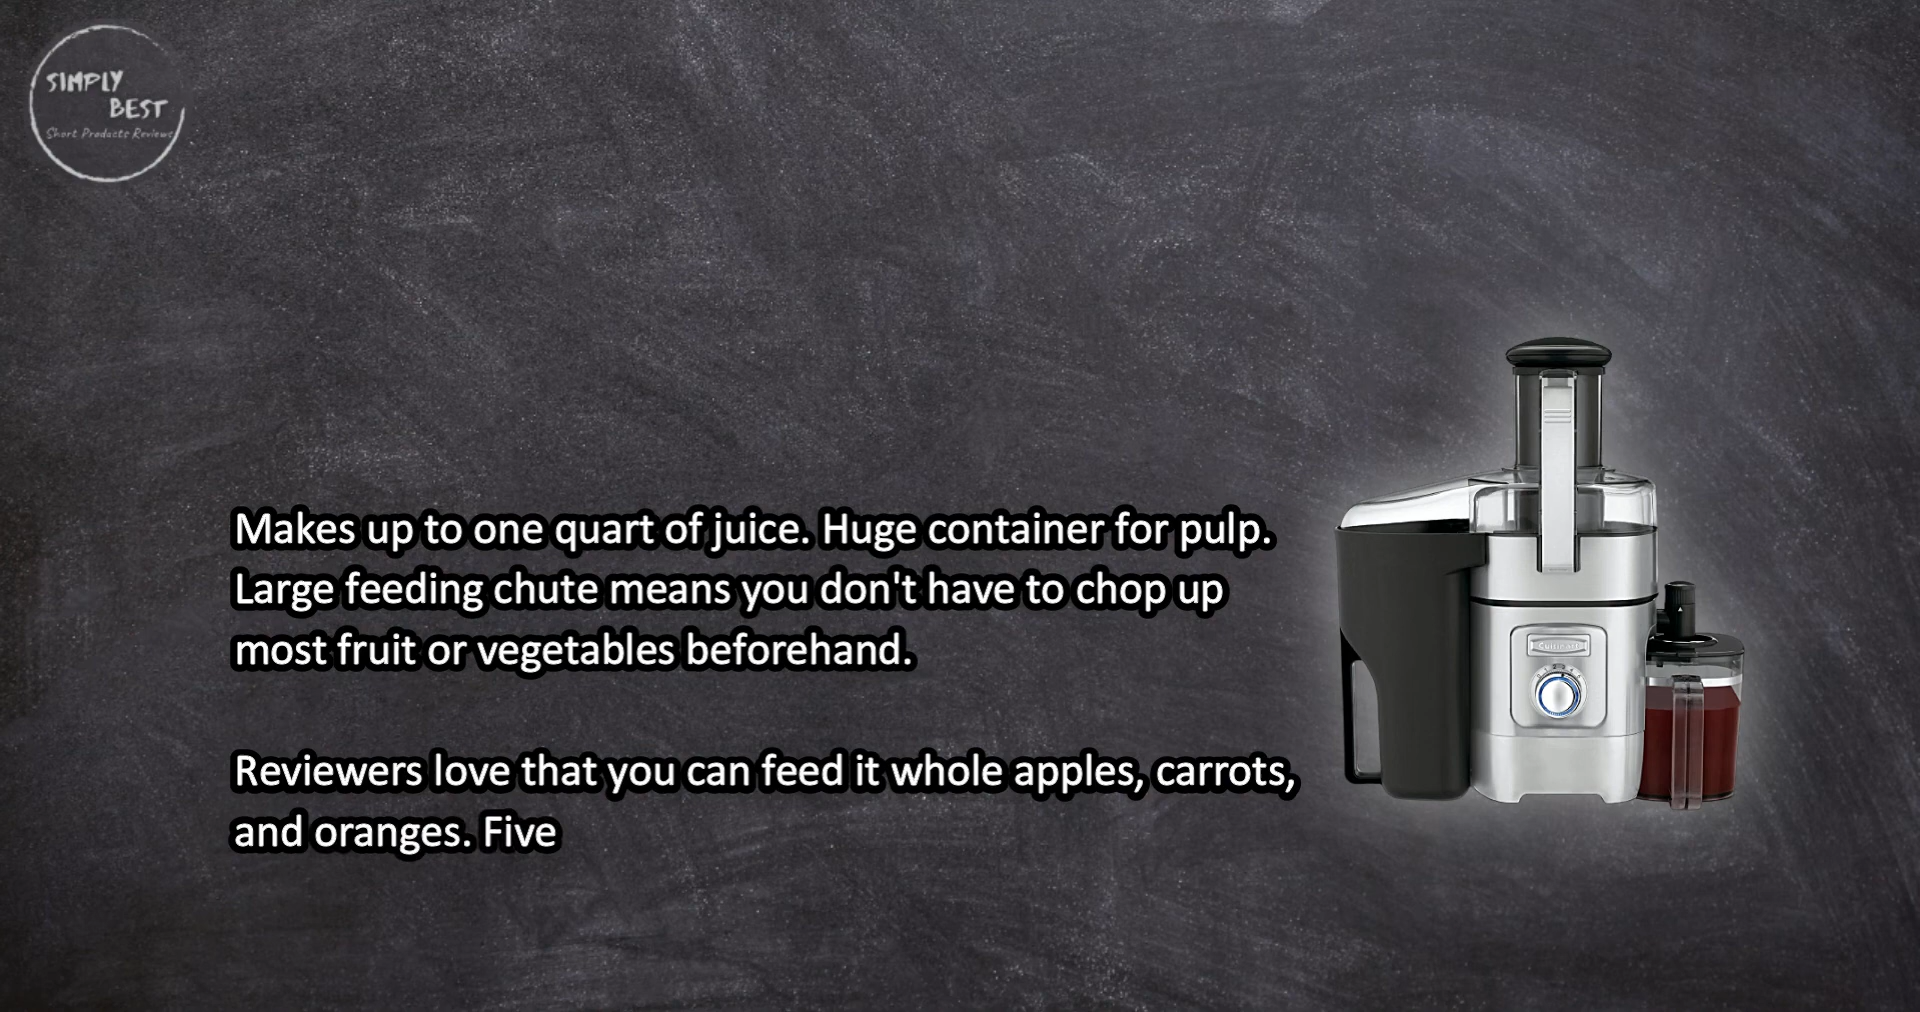 SIMPLY
BEST
Short Products Reviews
Makes up to one quart of juice. Huge container for pulp.
Large feeding chute means you don't have to chop up
most fruit or vegetables beforehand.
Reviewers love that you can feed it whole apples, carrots,
and oranges. Five
Cuisinart